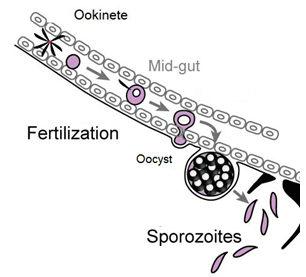 Ookinete
Mid-gut
Fertilization
Oocyst
Sporozoites